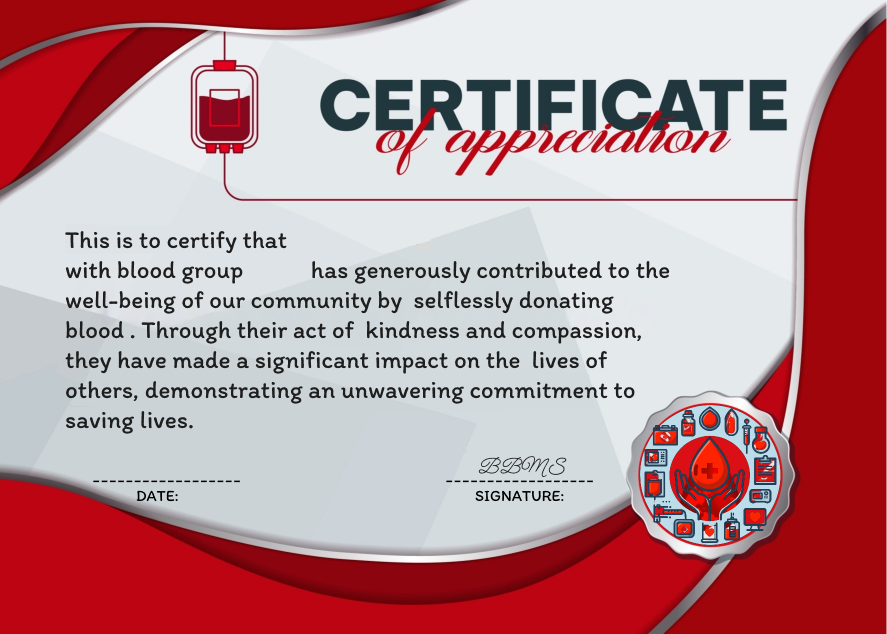 CERTIFICATE
of appreciation
This is to certify that
with blood group has generously contributed to the
well-being of our community by selflessly donating
blood . Through their act of kindness and compassion,
they have made a significant impact on the lives of
others, demonstrating an unwavering commitment to
saving lives.
BBMS
DATE: SIGNATURE: